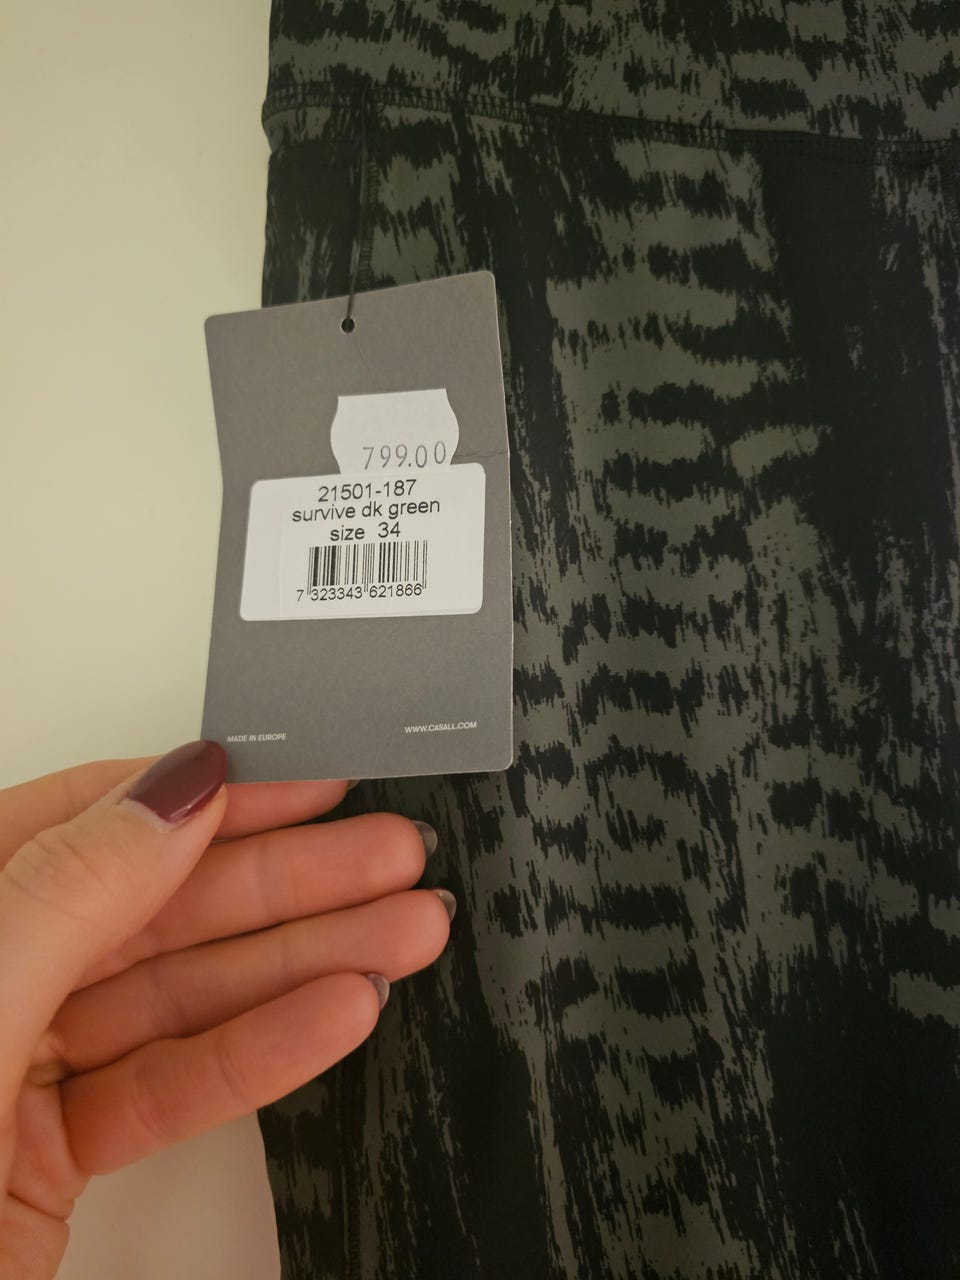 799.00
21501-187
survive dk green
size 34
7 323343 621866
MADE IN EUROPE
WWW.CASALL.COM